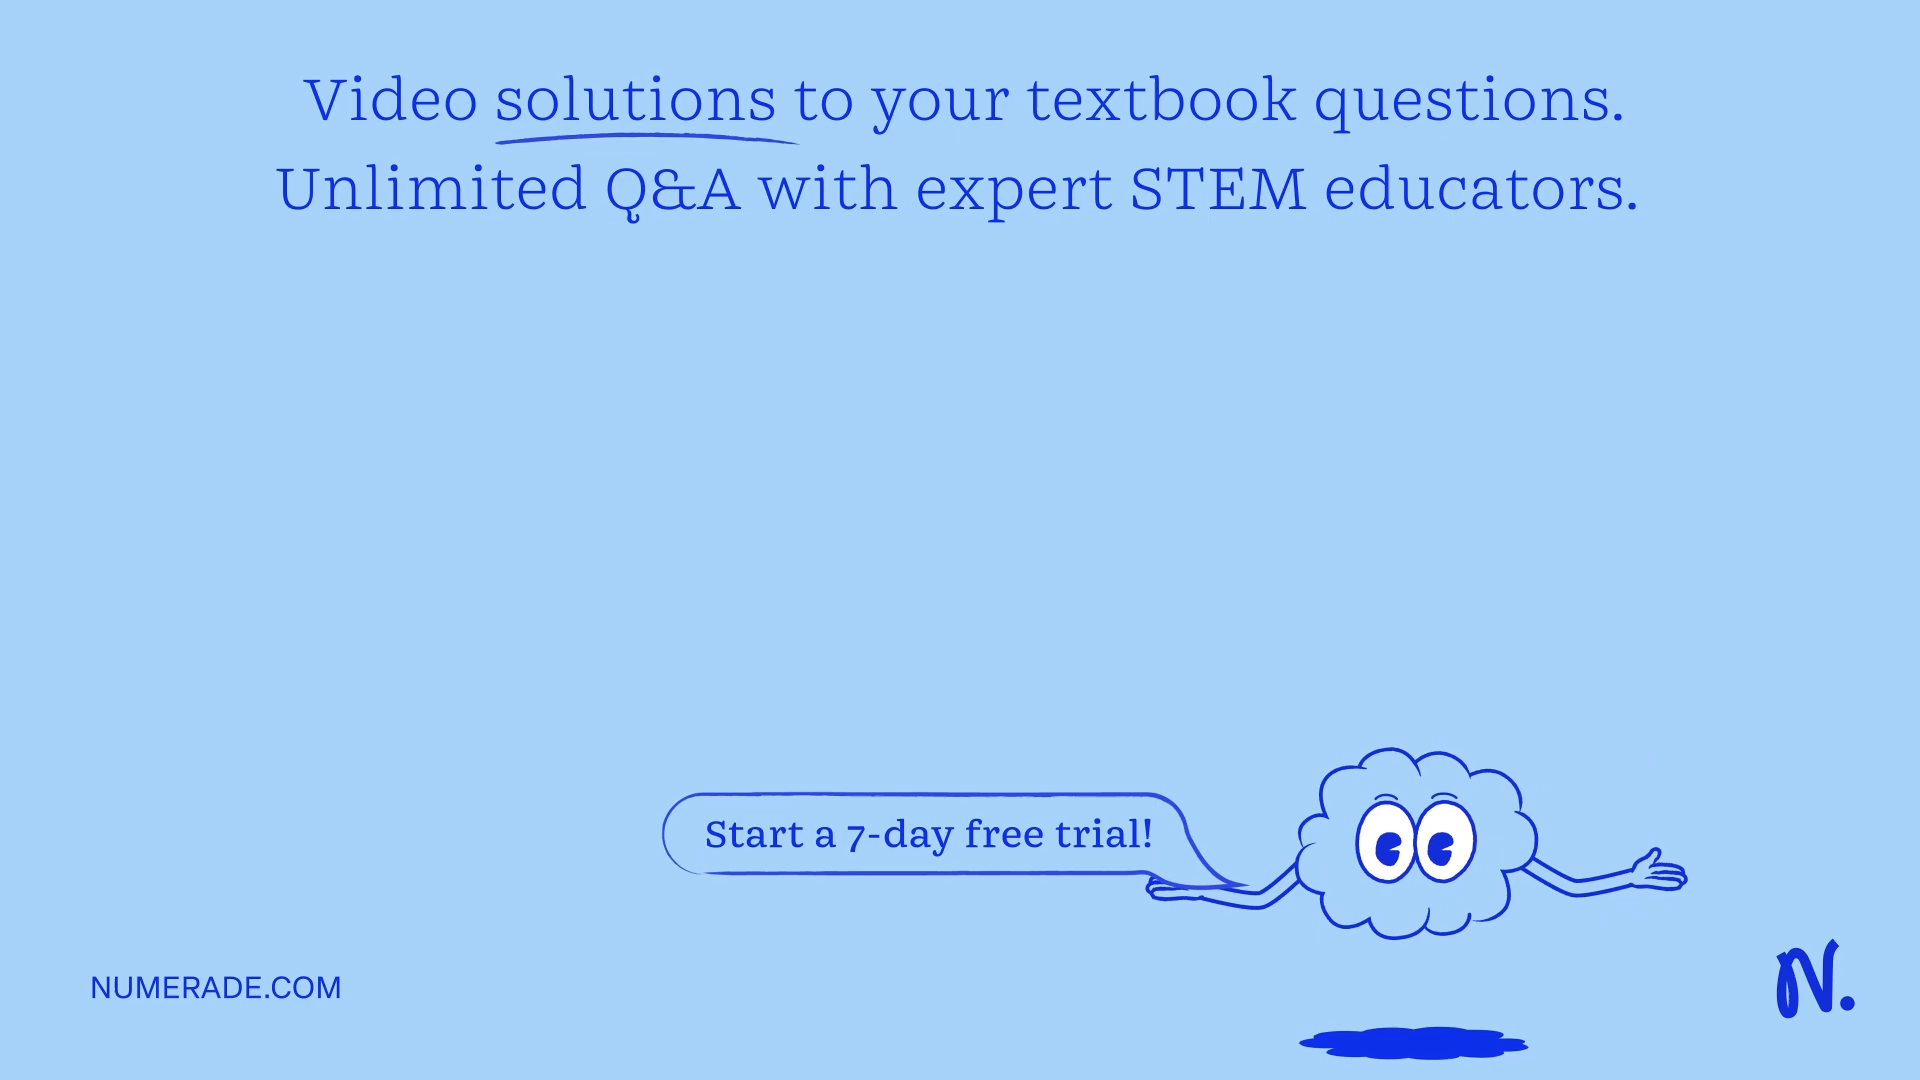 Video solutions to your textbook questions.
Unlimited Q&A with expert STEM educators.
Start a 7-day free trial!
NUMERADE.COM
N.